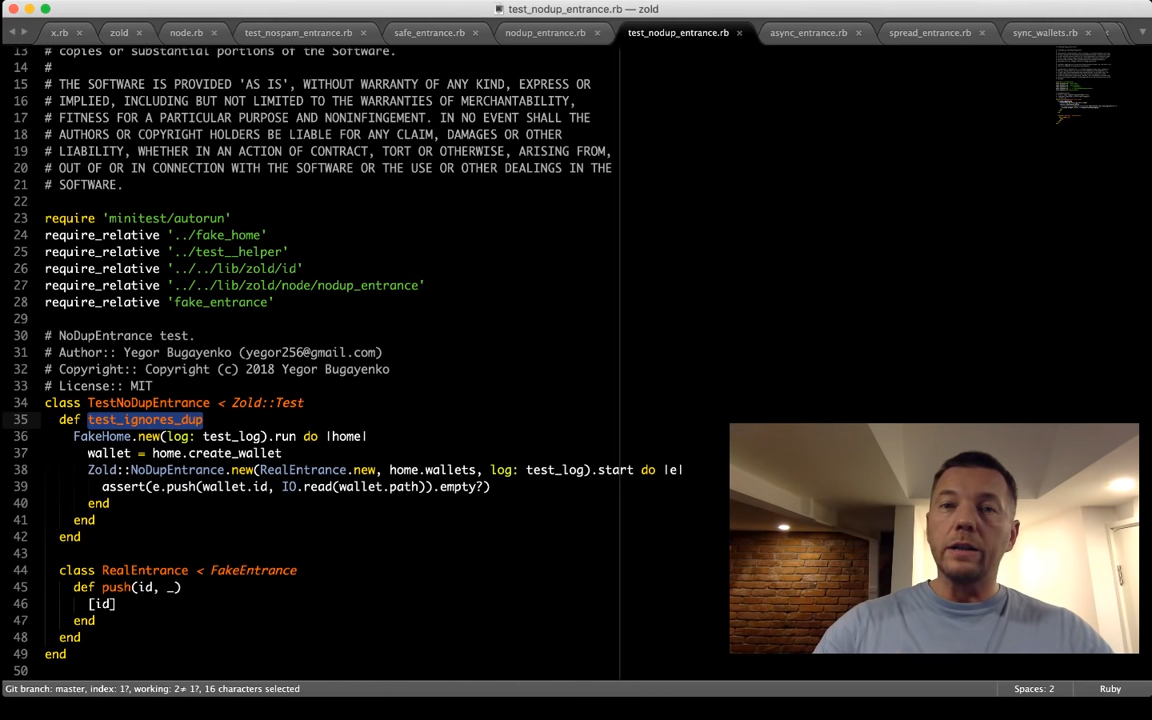 test_nodup_entrance.rb — zold
x.rb × zold × node.rb × test_nospam_entrance.rb × safe_entrance.rb × nodup_entrance.rb × test_nodup_entrance.rb × async_entrance.rb × spread_entrance.rb × sync_wallets.rb ×
13 # copies or substantial portions of the Software.
14 #
15 # THE SOFTWARE IS PROVIDED 'AS IS', WITHOUT WARRANTY OF ANY KIND, EXPRESS OR
16 # IMPLIED, INCLUDING BUT NOT LIMITED TO THE WARRANTIES OF MERCHANTABILITY,
17 # FITNESS FOR A PARTICULAR PURPOSE AND NONINFINGEMENT. IN NO EVENT SHALL THE
18 # AUTHORS OR COPYRIGHT HOLDERS BE LIABLE FOR ANY CLAIM, DAMAGES OR OTHER
19 # LIABILITY, WHETHER IN AN ACTION OF CONTRACT, TORT OR OTHERWISE, ARISING FROM,
20 # OUT OF OR IN CONNECTION WITH THE SOFTWARE OR THE USE OR OTHER DEALINGS IN THE
21 # SOFTWARE.
22
23 require 'minitest/autorun'
24 require_relative '../fake_home'
25 require_relative '../test__helper'
26 require_relative '../../lib/zold/id'
27 require_relative '../../lib/zold/node/nodup_entrance'
28 require_relative 'fake_entrance'
29
30 # NoDupEntrance test.
31 # Author:: Yegor Bugayenko (yegor256@gmail.com)
32 # Copyright:: Copyright (c) 2018 Yegor Bugayenko
33 # License:: MIT
34 class TestNoDupEntrance < Zold::Test
35 def test_ignores_dup
36 FakeHome.new(log: test_log).run do |home|
37 wallet = home.create_wallet
38 Zold::NoDupEntrance.new(RealEntrance.new, home.wallets, log: test_log).start do |e|
39 assert(e.push(wallet.id, IO.read(wallet.path)).empty?)
40 end
41 end
42 end
43
44 class RealEntrance < FakeEntrance
45 def push(id, _)
46 [id]
47 end
48 end
49 end
50
Git branch: master, index: 1?, working: 2≠ 1?, 16 characters selected Spaces: 2 Ruby